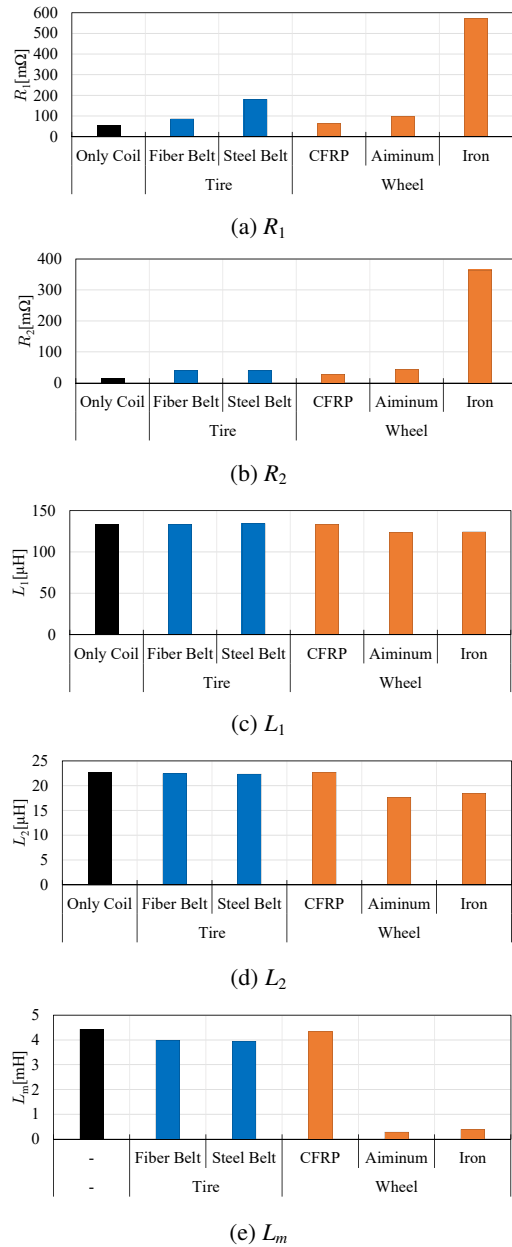 R1[mΩ]
600
500
400
300
200
100
0
Only Coil Fiber Belt Steel Belt CFRP Aiminum Iron
Tire Wheel
(a) R1
R2[mΩ]
400
300
200
100
0
Only Coil Fiber Belt Steel Belt CFRP Aiminum Iron
Tire Wheel
(b) R2
L1[μH]
150
100
50
0
Only Coil Fiber Belt Steel Belt CFRP Aiminum Iron
Tire Wheel
(c) L1
L2[μH]
25
20
15
10
5
0
Only Coil Fiber Belt Steel Belt CFRP Aiminum Iron
Tire Wheel
(d) L2
Lm[mH]
5
4
3
2
1
0
- Fiber Belt Steel Belt CFRP Aiminum Iron
- Tire Wheel
(e) Lm